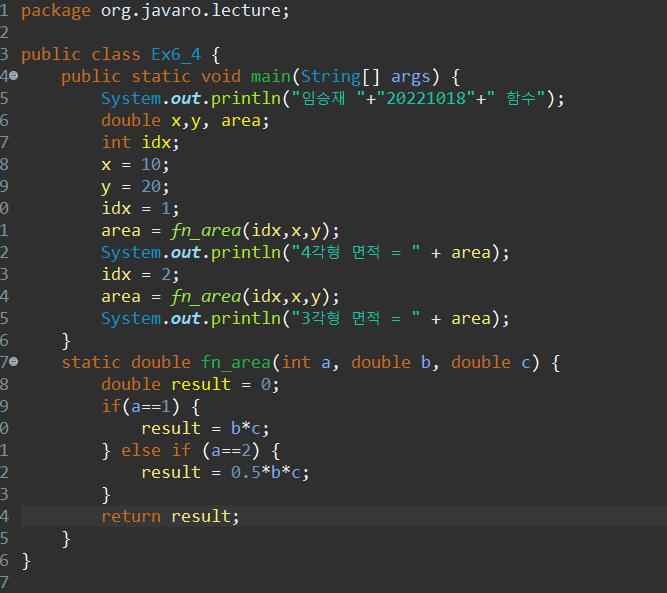 1 package org.javaro.lecture;
2
3 public class Ex6_4 {
4 public static void main(String[] args) {
5 System.out.println("임승재 "+"20221018"+" 함수");
6 double x,y, area;
7 int idx;
8 x = 10;
9 y = 20;
0 idx = 1;
1 area = fn_area(idx,x,y);
2 System.out.println("4각형 면적 = " + area);
3 idx = 2;
4 area = fn_area(idx,x,y);
5 System.out.println("3각형 면적 = " + area);
6 }
7 static double fn_area(int a, double b, double c) {
8 double result = 0;
9 if(a==1) {
0 result = b*c;
1 } else if (a==2) {
2 result = 0.5*b*c;
3 }
4 return result;
5 }
6 }
7